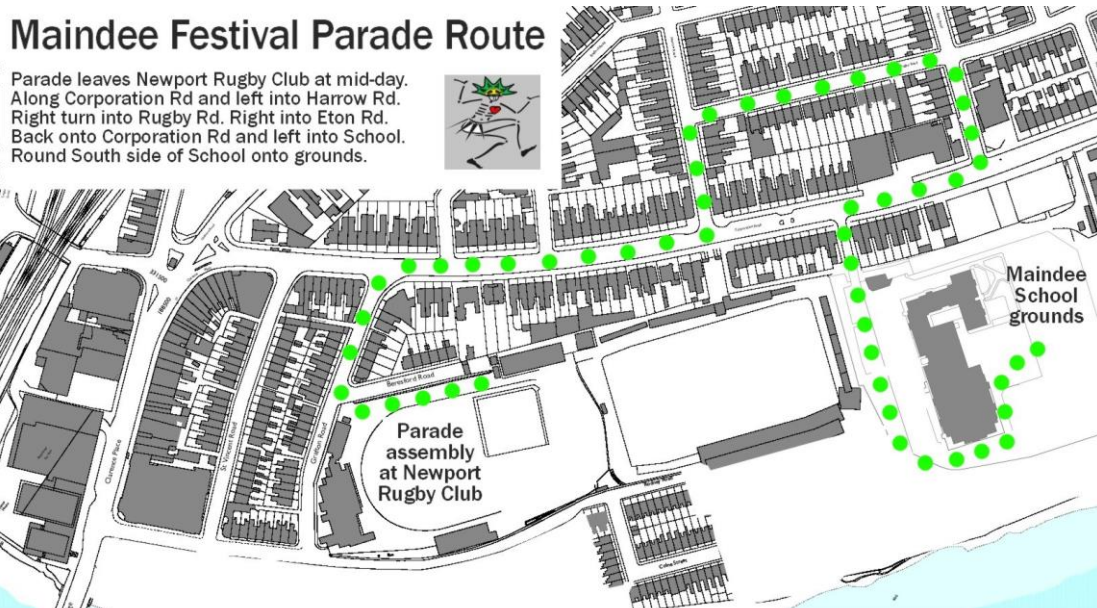 Maindee Festival Parade Route
Parade leaves Newport Rugby Club at mid-day.
Along Corporation Rd and left into Harrow Rd.
Right turn into Rugby Rd. Right into Eton Rd.
Back onto Corporation Rd and left into School.
Round South side of School onto grounds.
Maindee
School
grounds
Beresford Road
Parade
assembly
at Newport
Rugby Club
Grafton Road
St. Vincent Road
Clarence Place